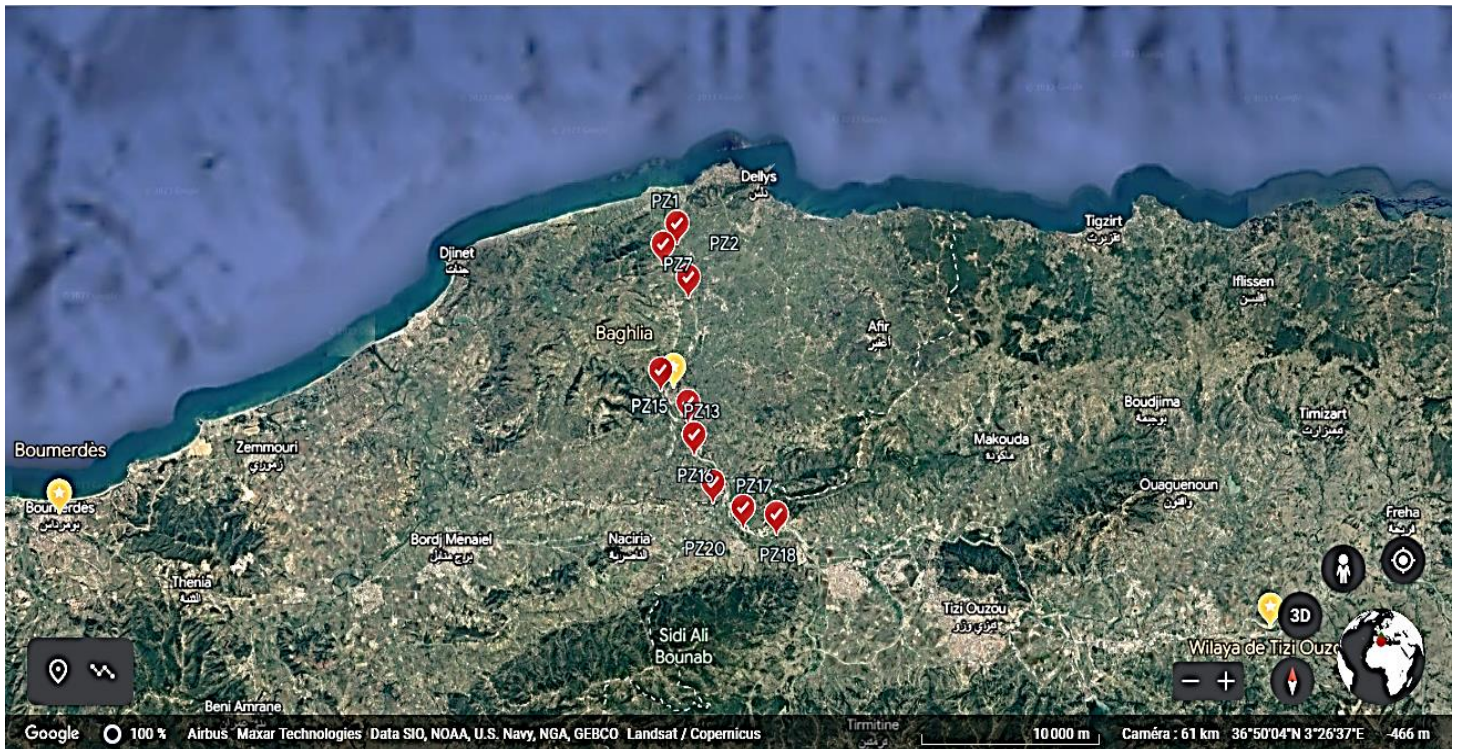 Dellys
دلس
PZ1
Tigzirt
تيقزيرت
PZ2
Djinet
جنات
PZ7
Iflissen
إفليسن
Afir
أعفير
Baghlia
Boudjima
بوجيمة
PZ15
PZ13
Timizart
تيميزارت
Makouda
ماكودة
Zemmouri
زموري
Boumerdès
PZ16
PZ17
Ouaguenoun
واقنون
Boumerdes
بومرداس
Freha
فريحة
Bordj Menaiel
برج منايل
Naciria
الناصرية
PZ20
PZ18
Thenia
الثنية
Tizi Ouzou
تيزي وزو
3D
Sidi Ali
Bounab
Wilaya de Tizi Ouzo
Beni Amrane
Tirmitine
Google
100 %
Airbus Maxar Technologies Data SIO, NOAA, U.S. Navy, NGA, GEBCO Landsat / Copernicus
10 000 m
Caméra : 61 km
36°50'04"N 3°26'37"E
-466 m